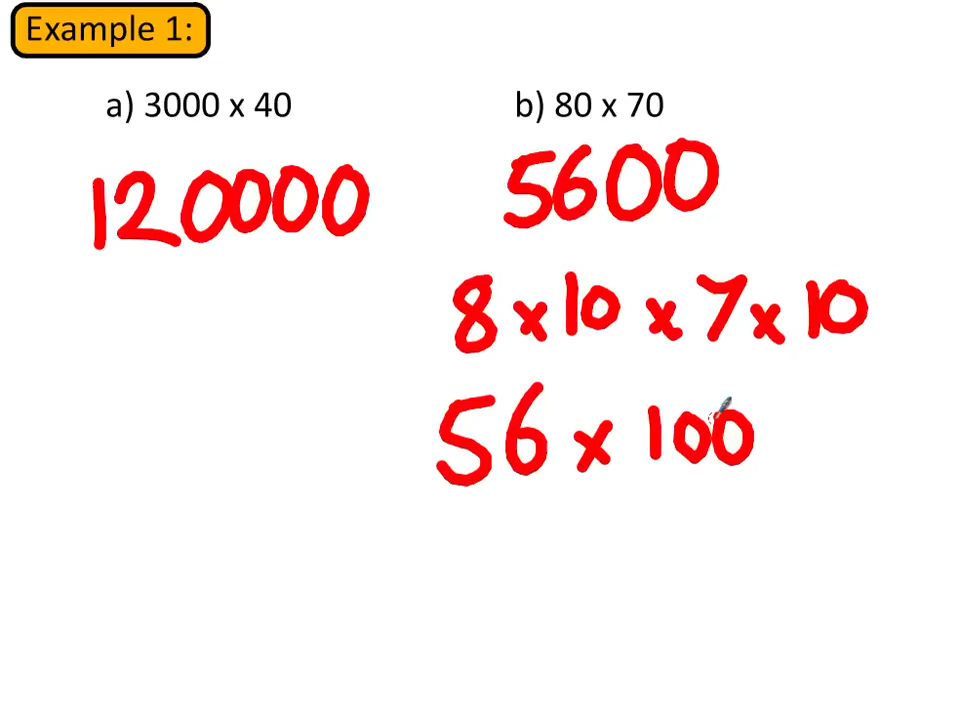 Example 1:
a) 3000 x 40
b) 80 x 70
120000
5600
8 x 10 x 7 x 10
56 x 100